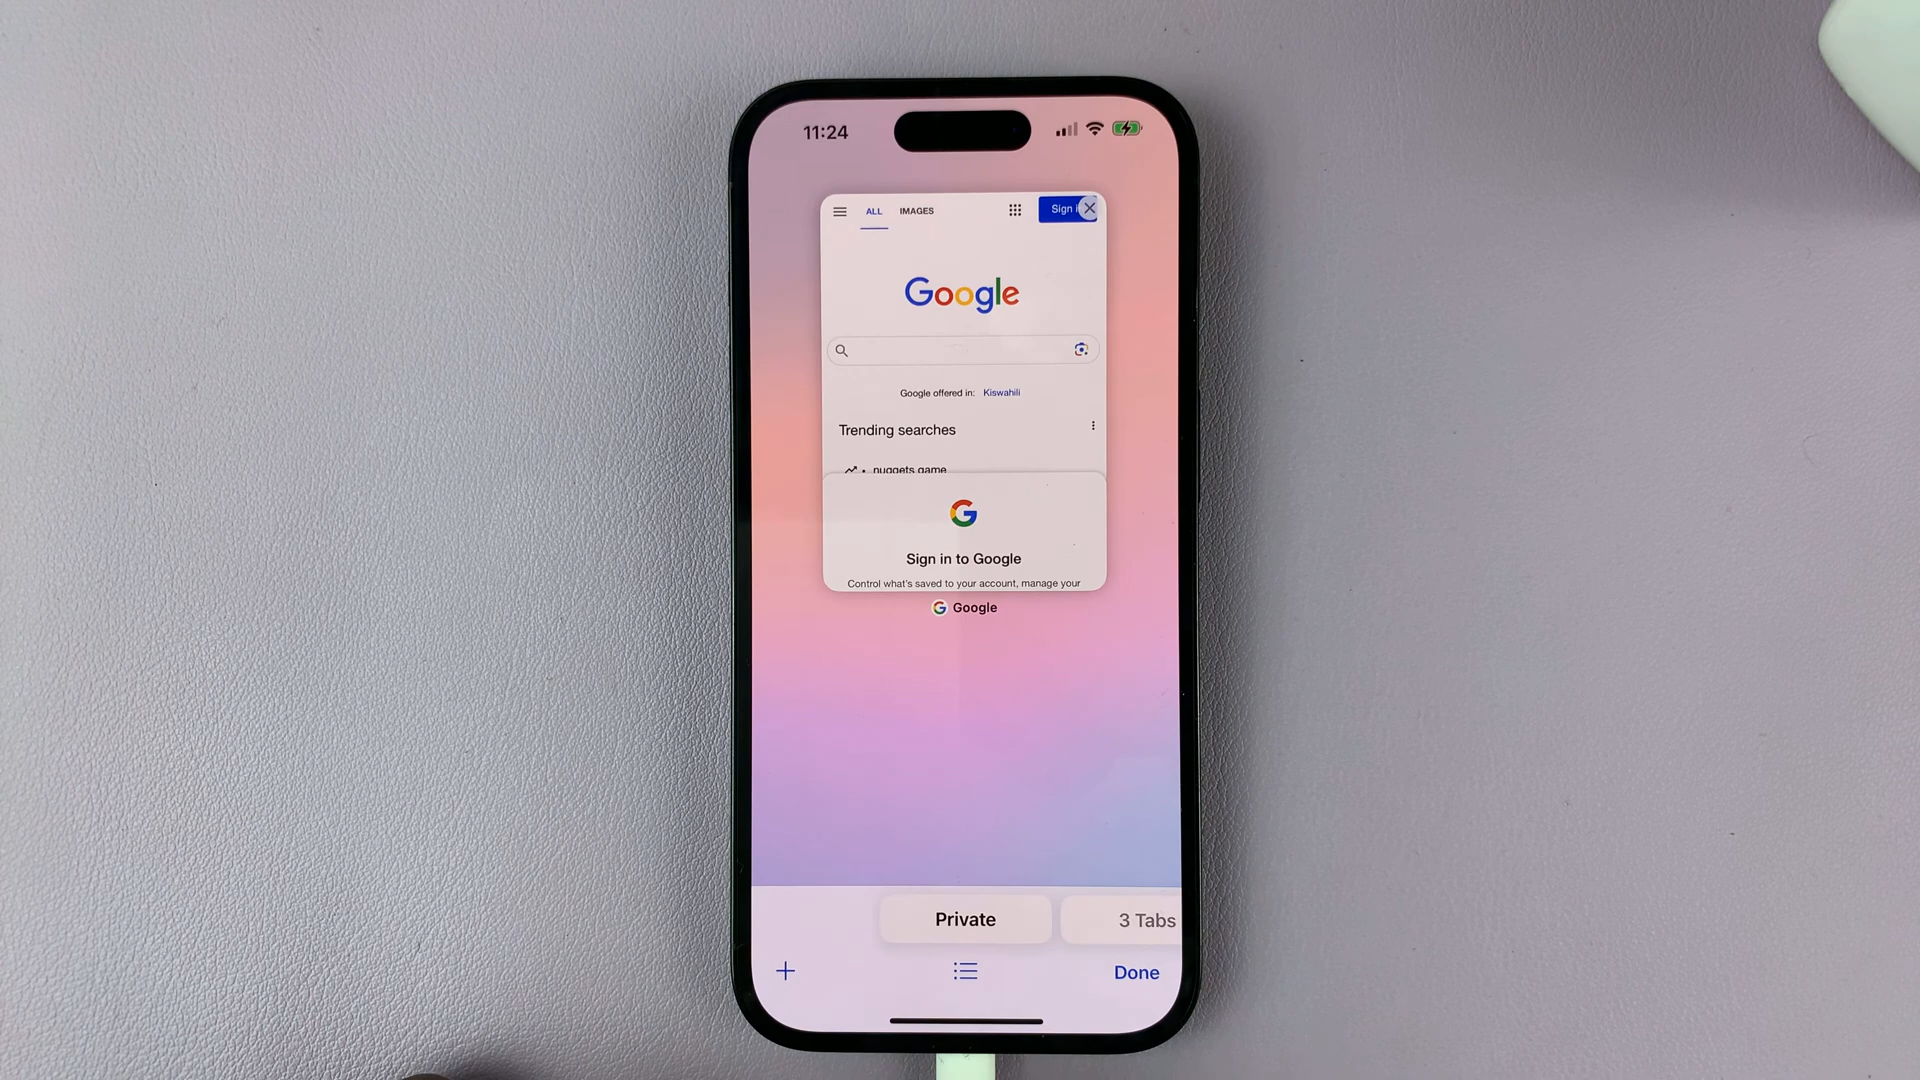 11:24
ALL IMAGES
Sign i
Google
Google offered in: Kiswahili
Trending searches
nuggets game
Sign in to Google
Control what's saved to your account, manage your
Google
Private
3 Tabs
Done